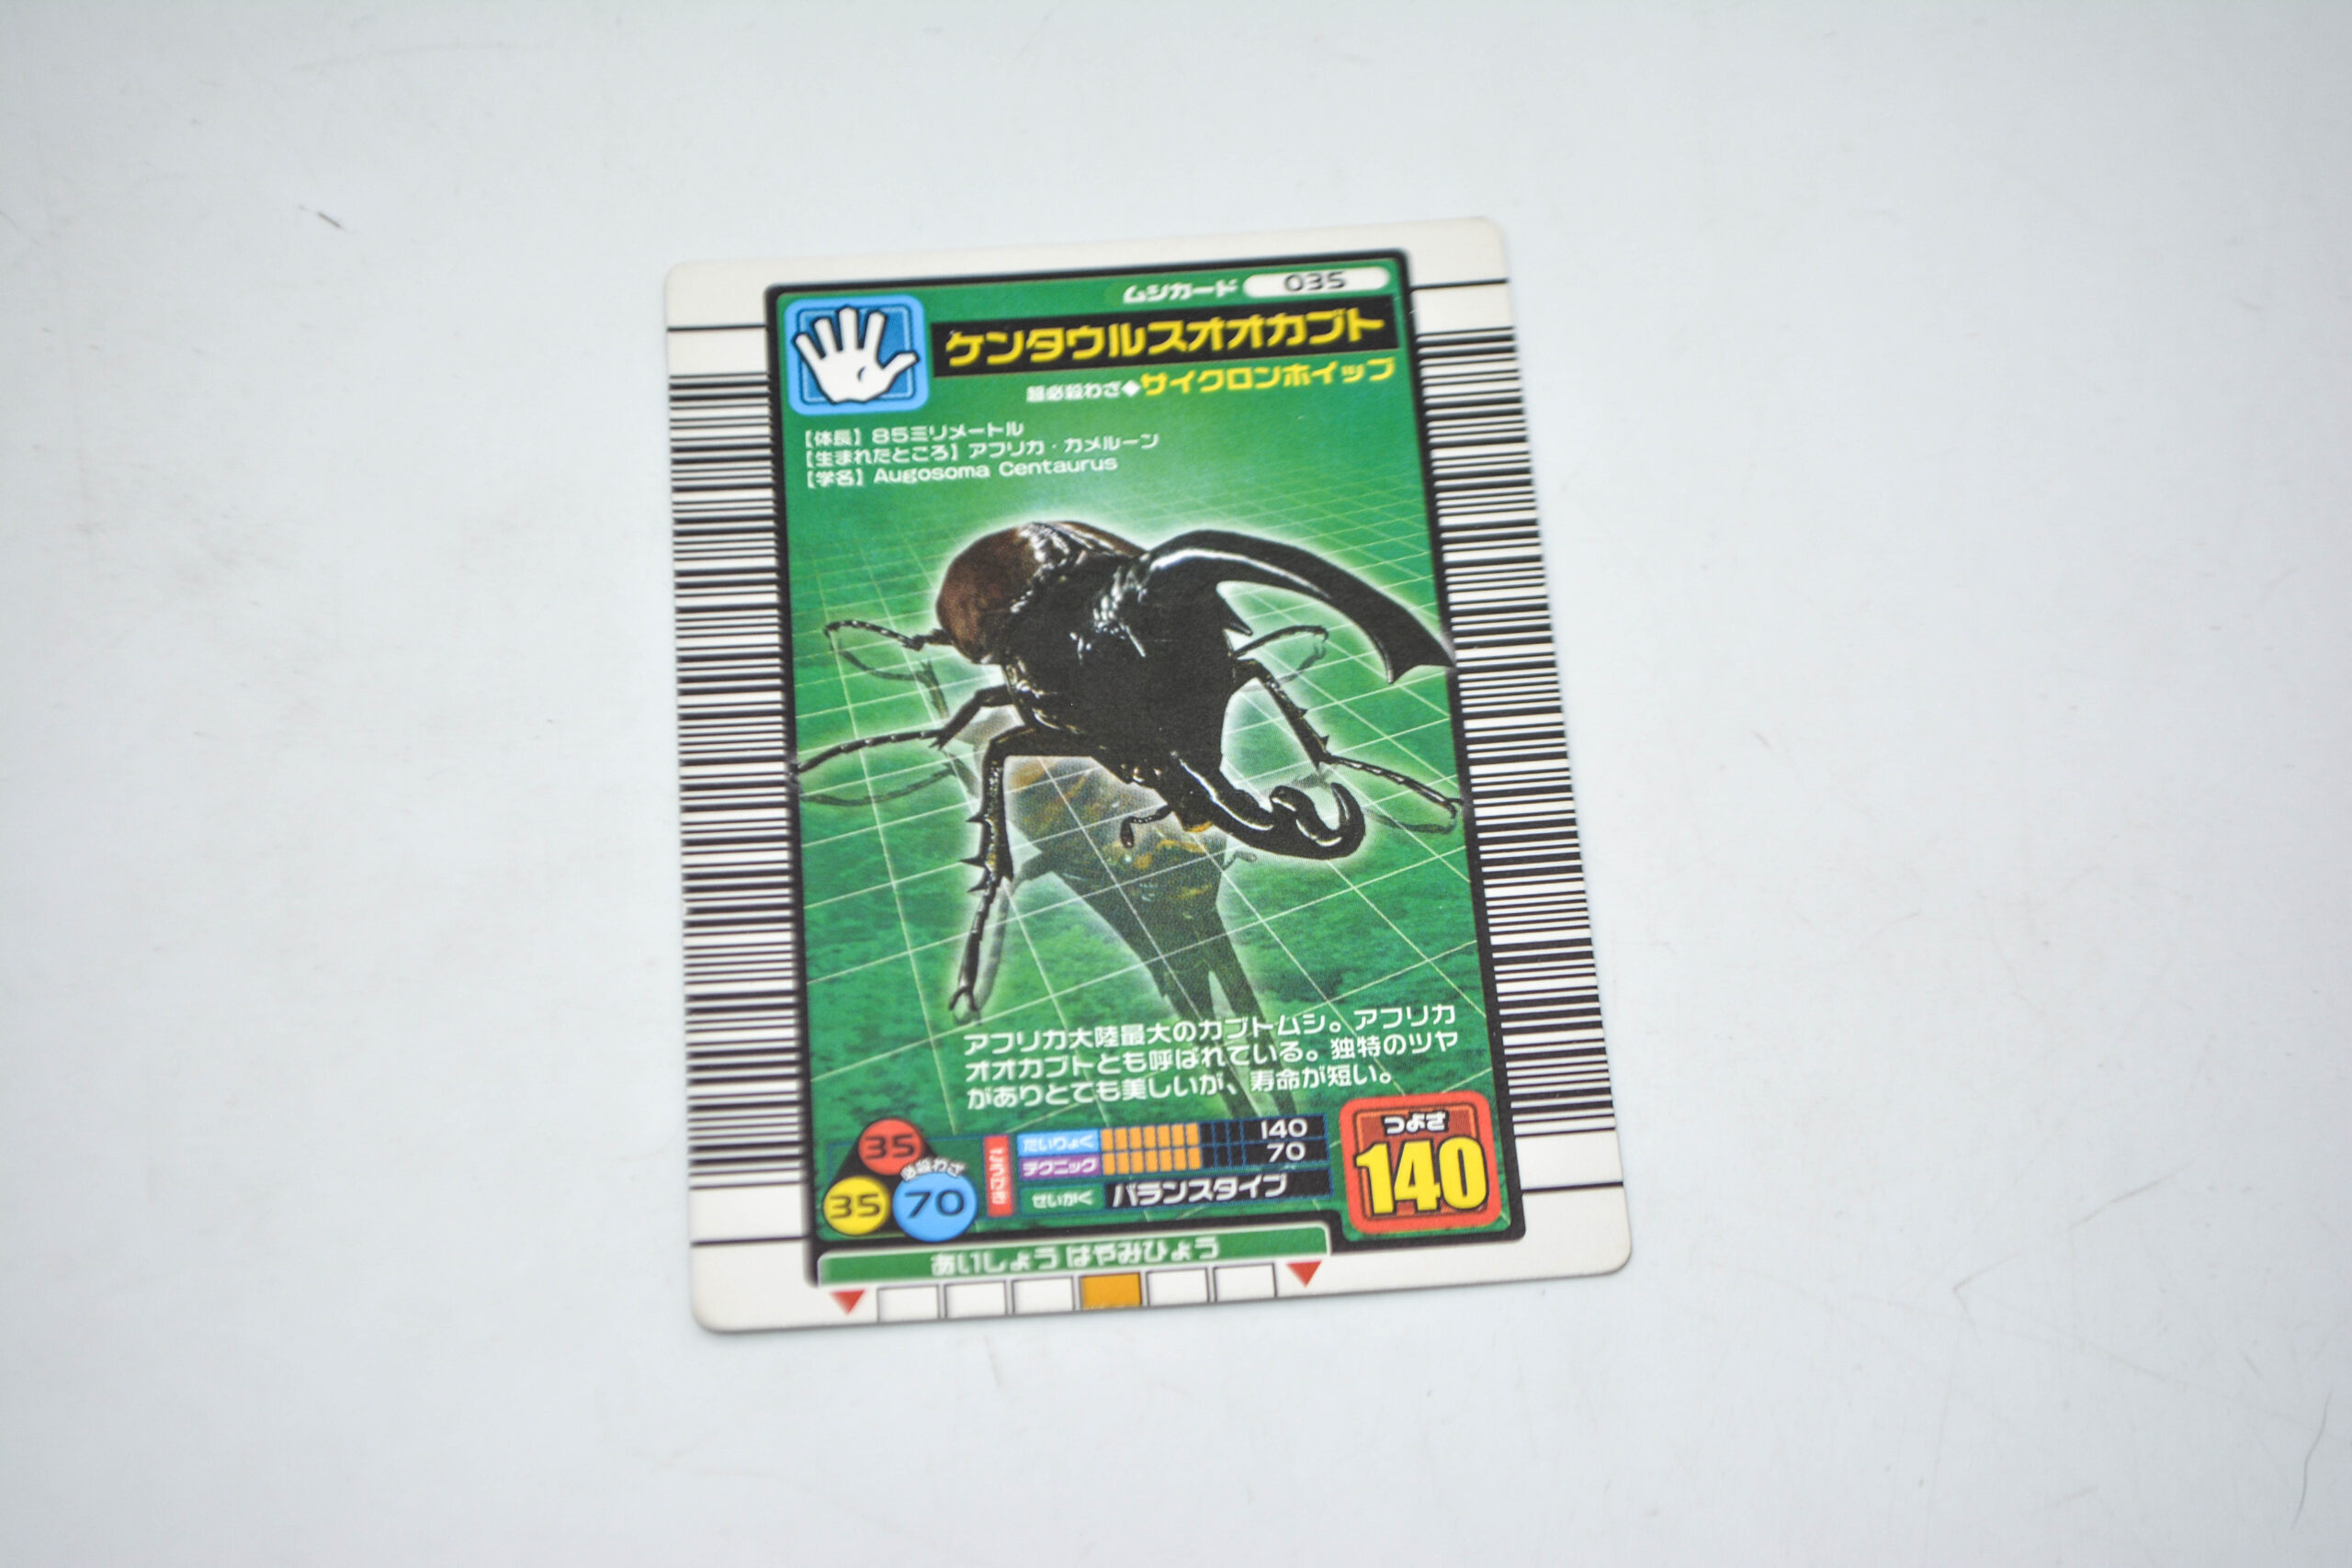 ムシカード 035
ケンタウルスオオカブト
超必殺わざ◆サイクロンホイップ
【体長】85ミリメートル
【生まれたところ】アフリカ・カメルーン
【学名】Augosoma Centaurus
アフリカ大陸最大のカブトムシ。アフリカ
オオカブトとも呼ばれている。独特のツヤ
がありとても美しいが、寿命が短い。
35
必殺わざ
35 70
こうげき
たいりょく 140
テクニック 70
せいかく バランスタイプ
つよさ
140
あいしょう はやみひょう